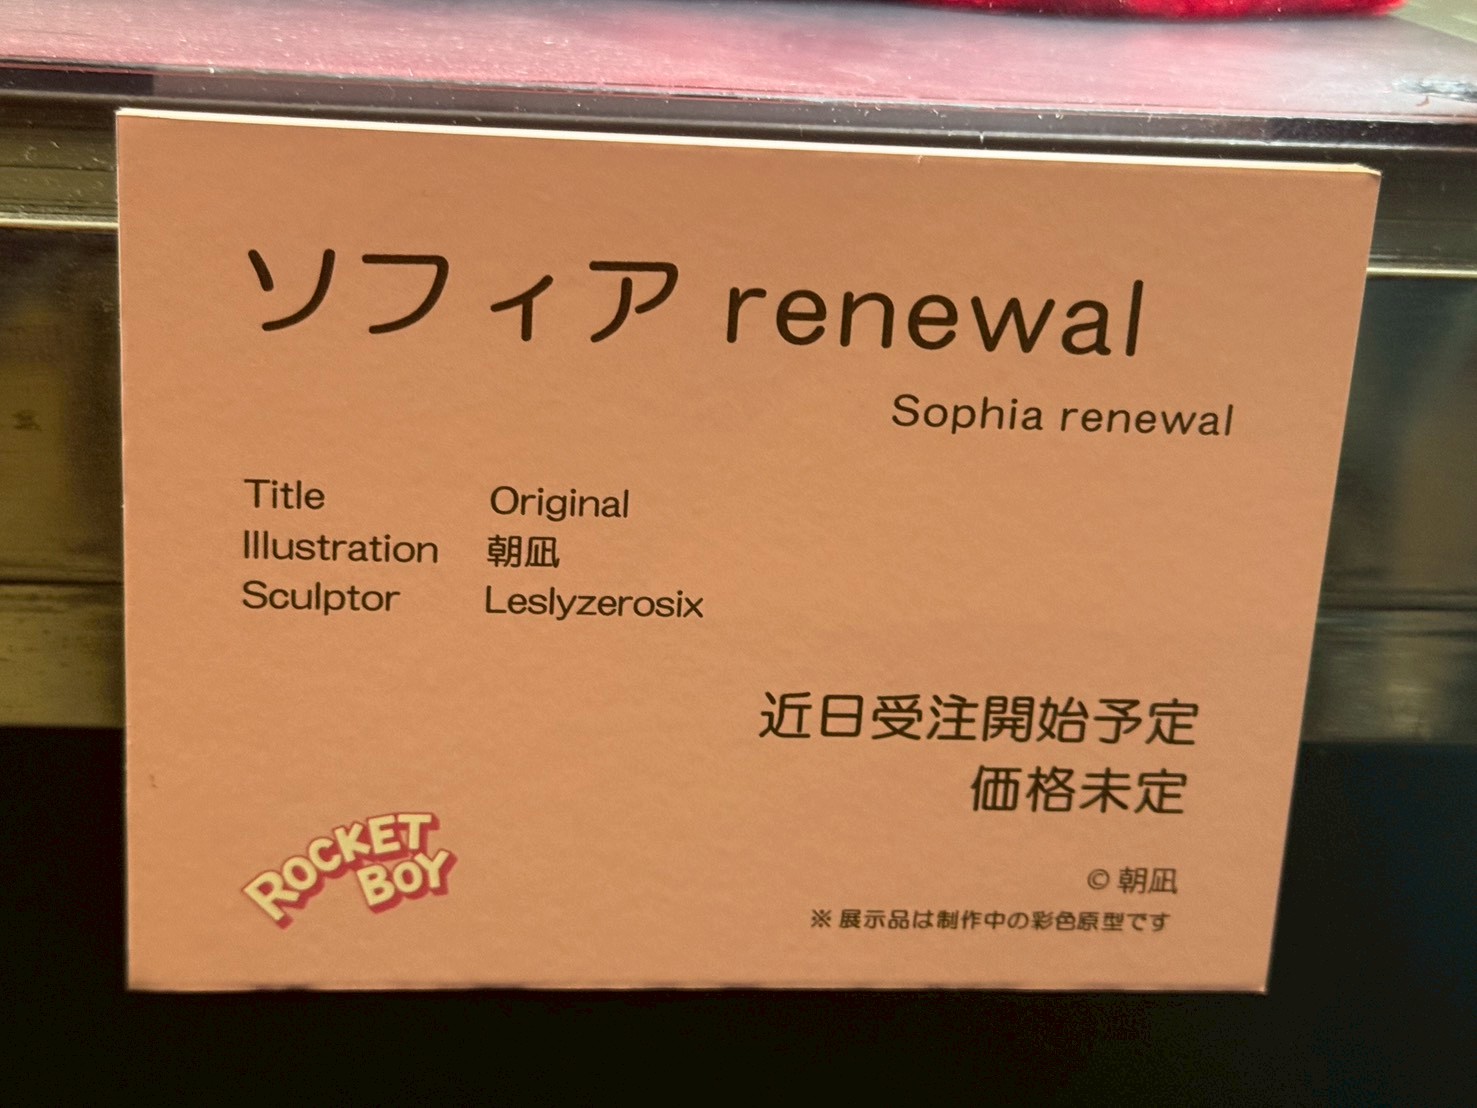 ソフィア renewal
Sophia renewal
Title Original
Illustration 朝凪
Sculptor Leslyzerosix
近日受注開始予定
価格未定
ROCKET
BOY
© 朝凪
※ 展示品は制作中の彩色原型です